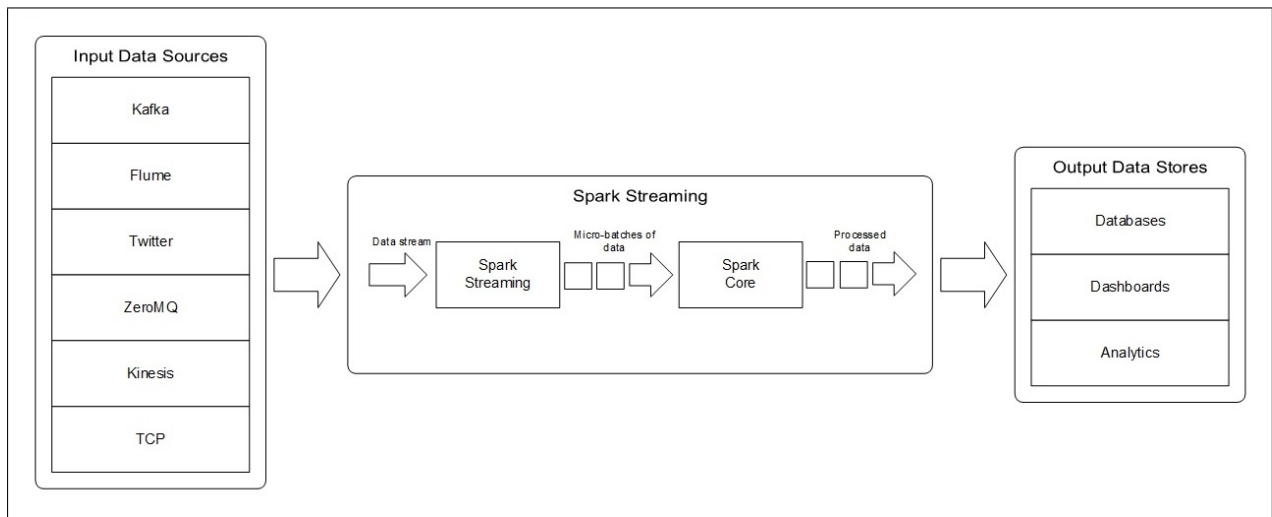 Input Data Sources
Kafka
Flume
Twitter
ZeroMQ
Kinesis
TCP
Spark Streaming
Data stream
Spark
Streaming
Micro-batches of
data
Spark
Core
Processed
data
Output Data Stores
Databases
Dashboards
Analytics